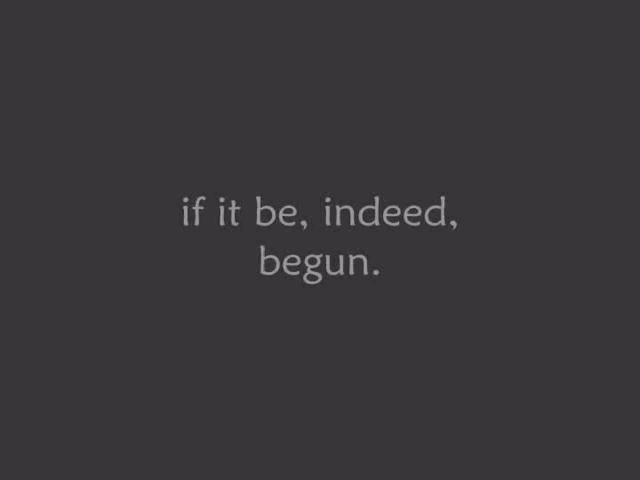 if it be, indeed,
begun.